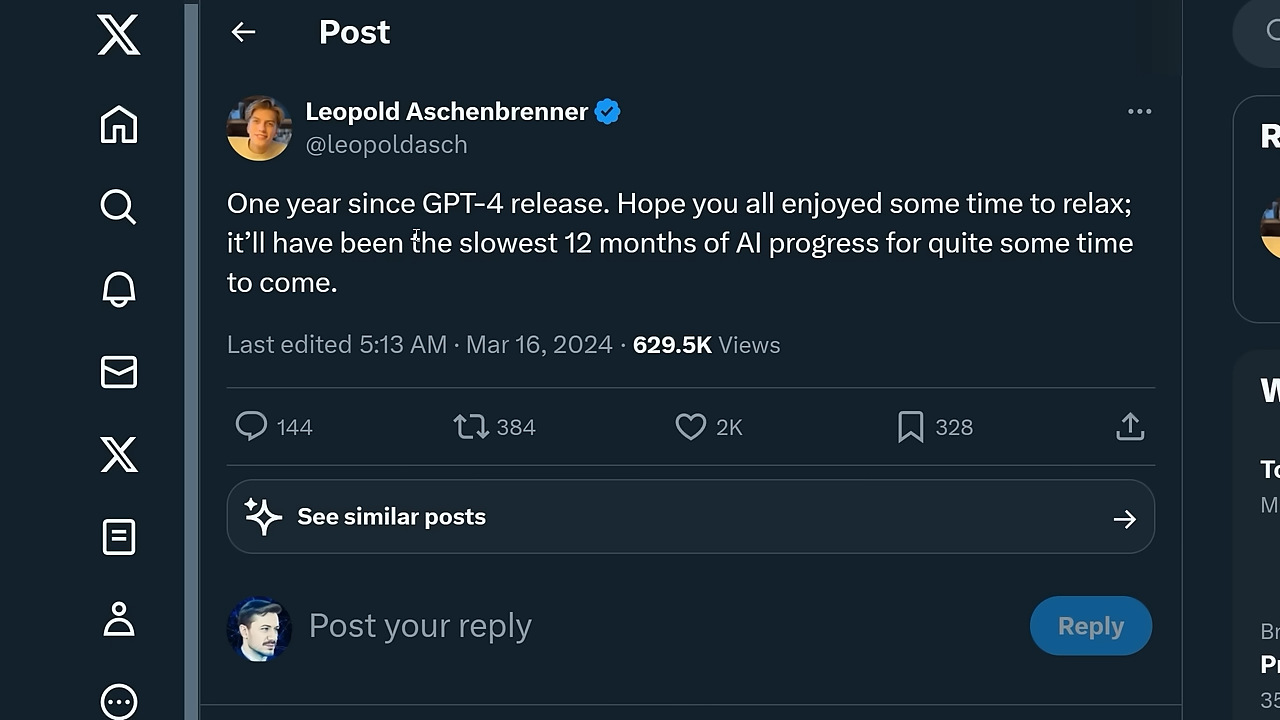 Post
Leopold Aschenbrenner
@leopoldasch
One year since GPT-4 release. Hope you all enjoyed some time to relax;
it’ll have been the slowest 12 months of AI progress for quite some time
to come.
Last edited 5:13 AM · Mar 16, 2024 · 629.5K Views
144 384 2K 328
See similar posts
Post your reply
Reply